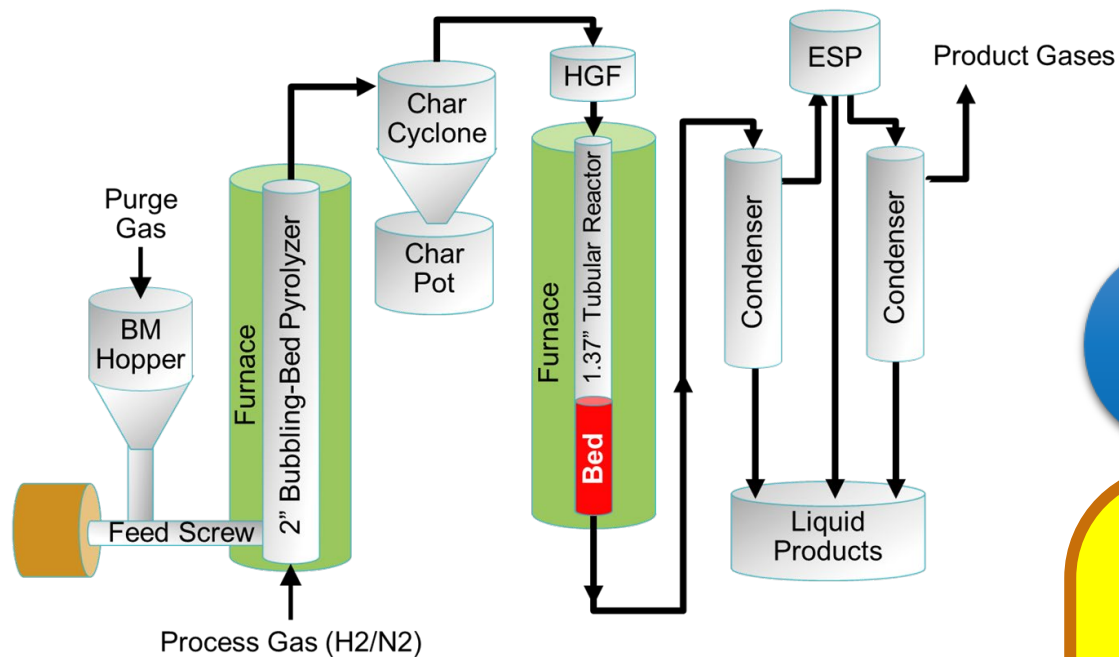 Purge
Gas
BM
Hopper
Feed Screw
Furnace
2” Bubbling-Bed Pyrolyzer
Process Gas (H2/N2)
Char
Cyclone
Char
Pot
HGF
Furnace
1.37” Tubular Reactor
Bed
Condenser
ESP
Condenser
Product Gases
Liquid
Products